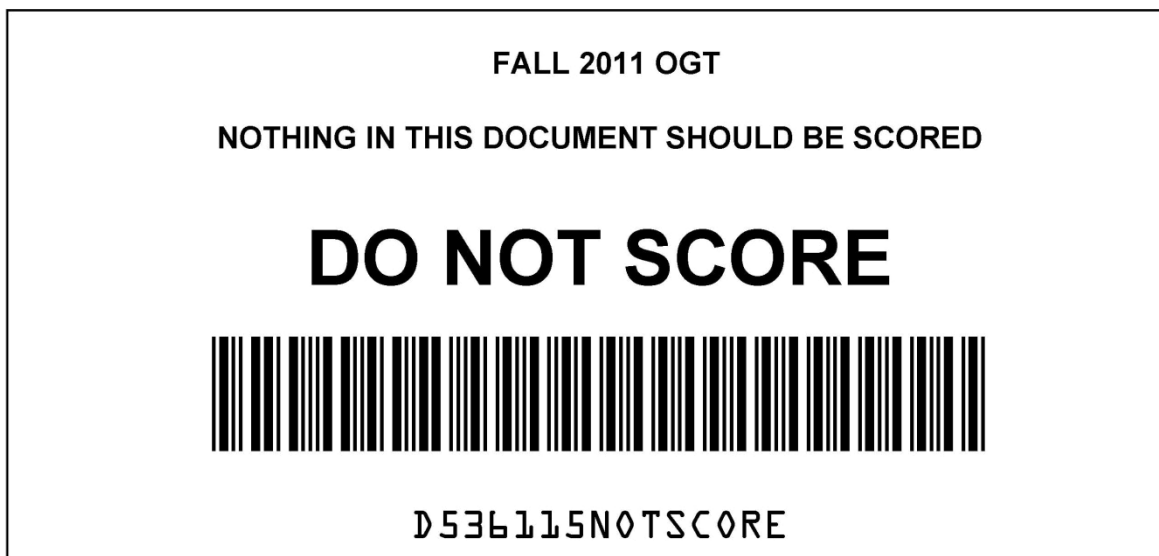 FALL 2011 OGT
NOTHING IN THIS DOCUMENT SHOULD BE SCORED
DO NOT SCORE
D536115NOTSCORE